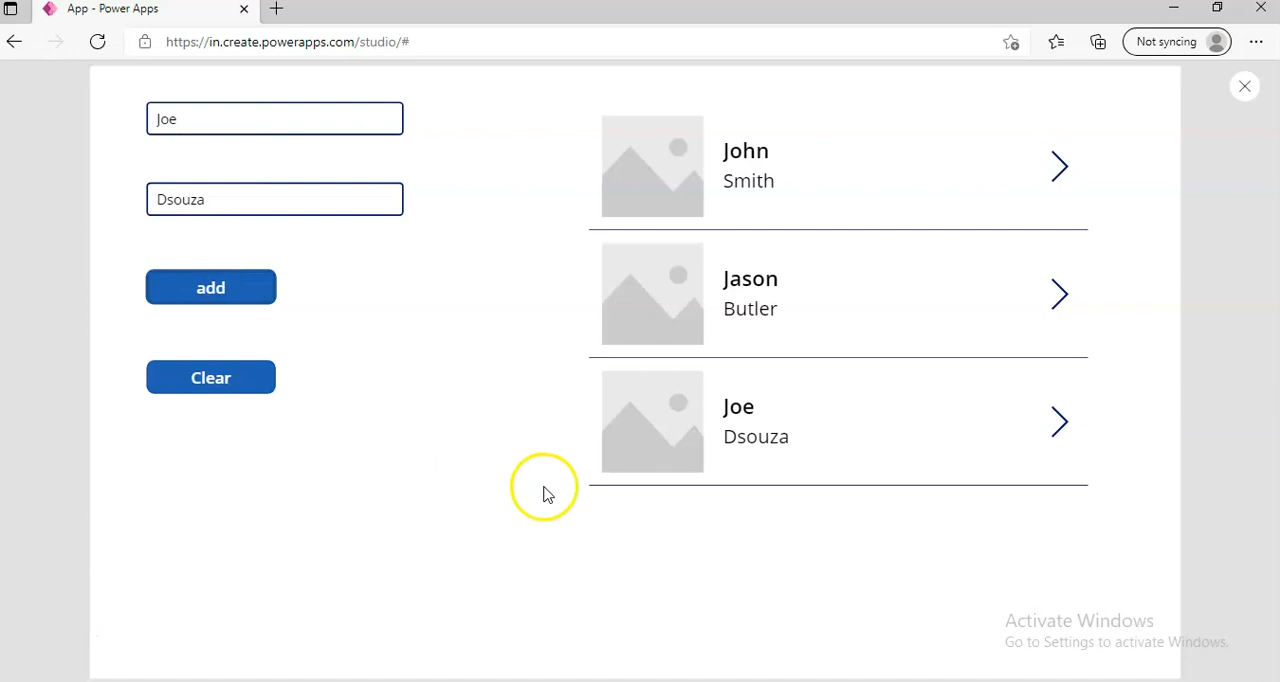 App - Power Apps
https://in.create.powerapps.com/studio/#
Not syncing
Joe
Dsouza
add
Clear
John
Smith
Jason
Butler
Joe
Dsouza
Activate Windows
Go to Settings to activate Windows.